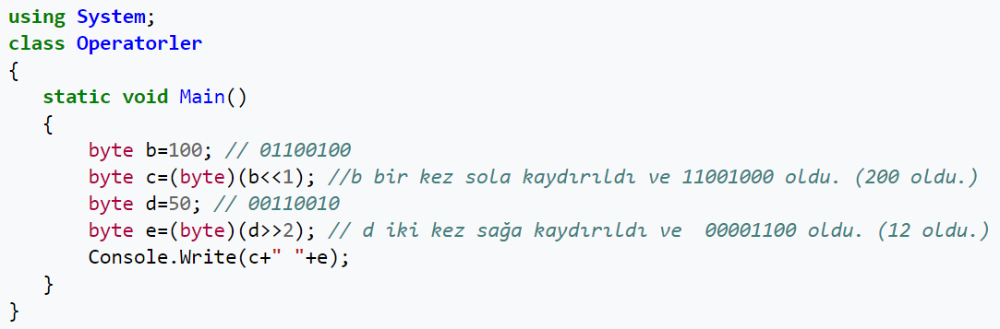 using System;
class Operatorler
{
   static void Main()
   {
       byte b=100; // 01100100
       byte c=(byte)(b<<1); //b bir kez sola kaydırıldı ve 11001000 oldu. (200 oldu.)
       byte d=50; // 00110010
       byte e=(byte)(d>>2); // d iki kez sağa kaydırıldı ve  00001100 oldu. (12 oldu.)
       Console.Write(c+" "+e);
   }
}